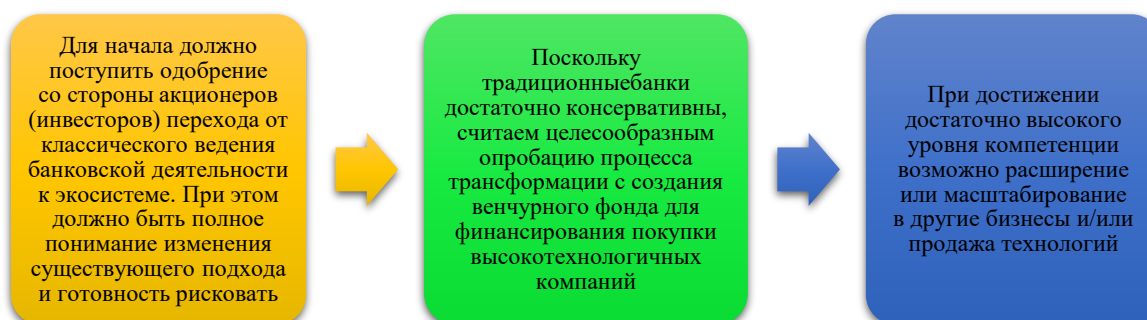 Для начала должно
поступить одобрение
со стороны акционеров
(инвесторов) перехода от
классического ведения
банковской деятельности
к экосистеме. При этом
должно быть полное
понимание изменения
существующего подхода
и готовность рисковать
Поскольку
традиционныебанки
достаточно консервативны,
считаем целесообразным
опробацию процесса
трансформации с создания
венчурного фонда для
финансирования покупки
высокотехнологичных
компаний
При достижении
достаточно высокого
уровня компетенции
возможно расширение
или масштабирование
в другие бизнесы и/или
продажа технологий